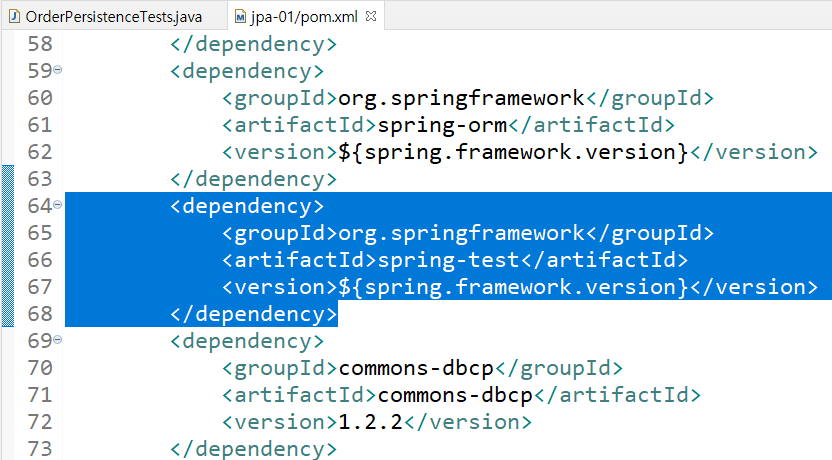 OrderPersistenceTests.java jpa-01/pom.xml
58 </dependency>
59 <dependency>
60 <groupId>org.springframework</groupId>
61 <artifactId>spring-orm</artifactId>
62 <version>${spring.framework.version}</version>
63 </dependency>
64 <dependency>
65 <groupId>org.springframework</groupId>
66 <artifactId>spring-test</artifactId>
67 <version>${spring.framework.version}</version>
68 </dependency>
69 <dependency>
70 <groupId>commons-dbcp</groupId>
71 <artifactId>commons-dbcp</artifactId>
72 <version>1.2.2</version>
73 </dependency>